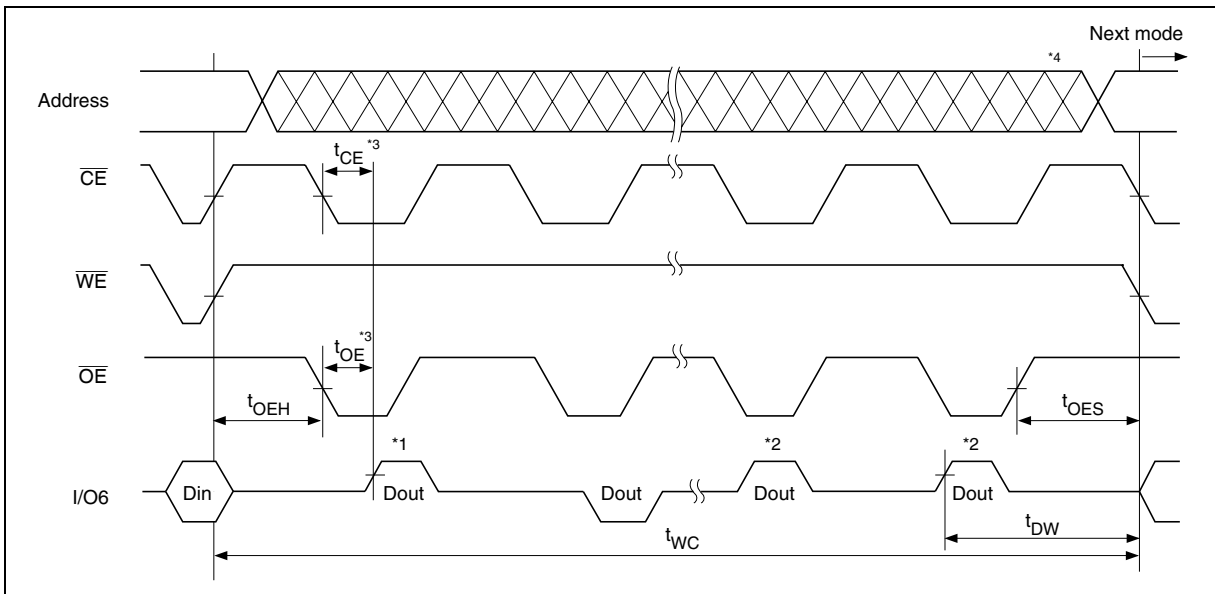 Next mode
*4
Address
tCE *3
CE
WE
tOE *3
OE
tOEH
tOES
*1
*2
*2
Din
Dout
Dout
Dout
Dout
I/O6
tDW
tWC